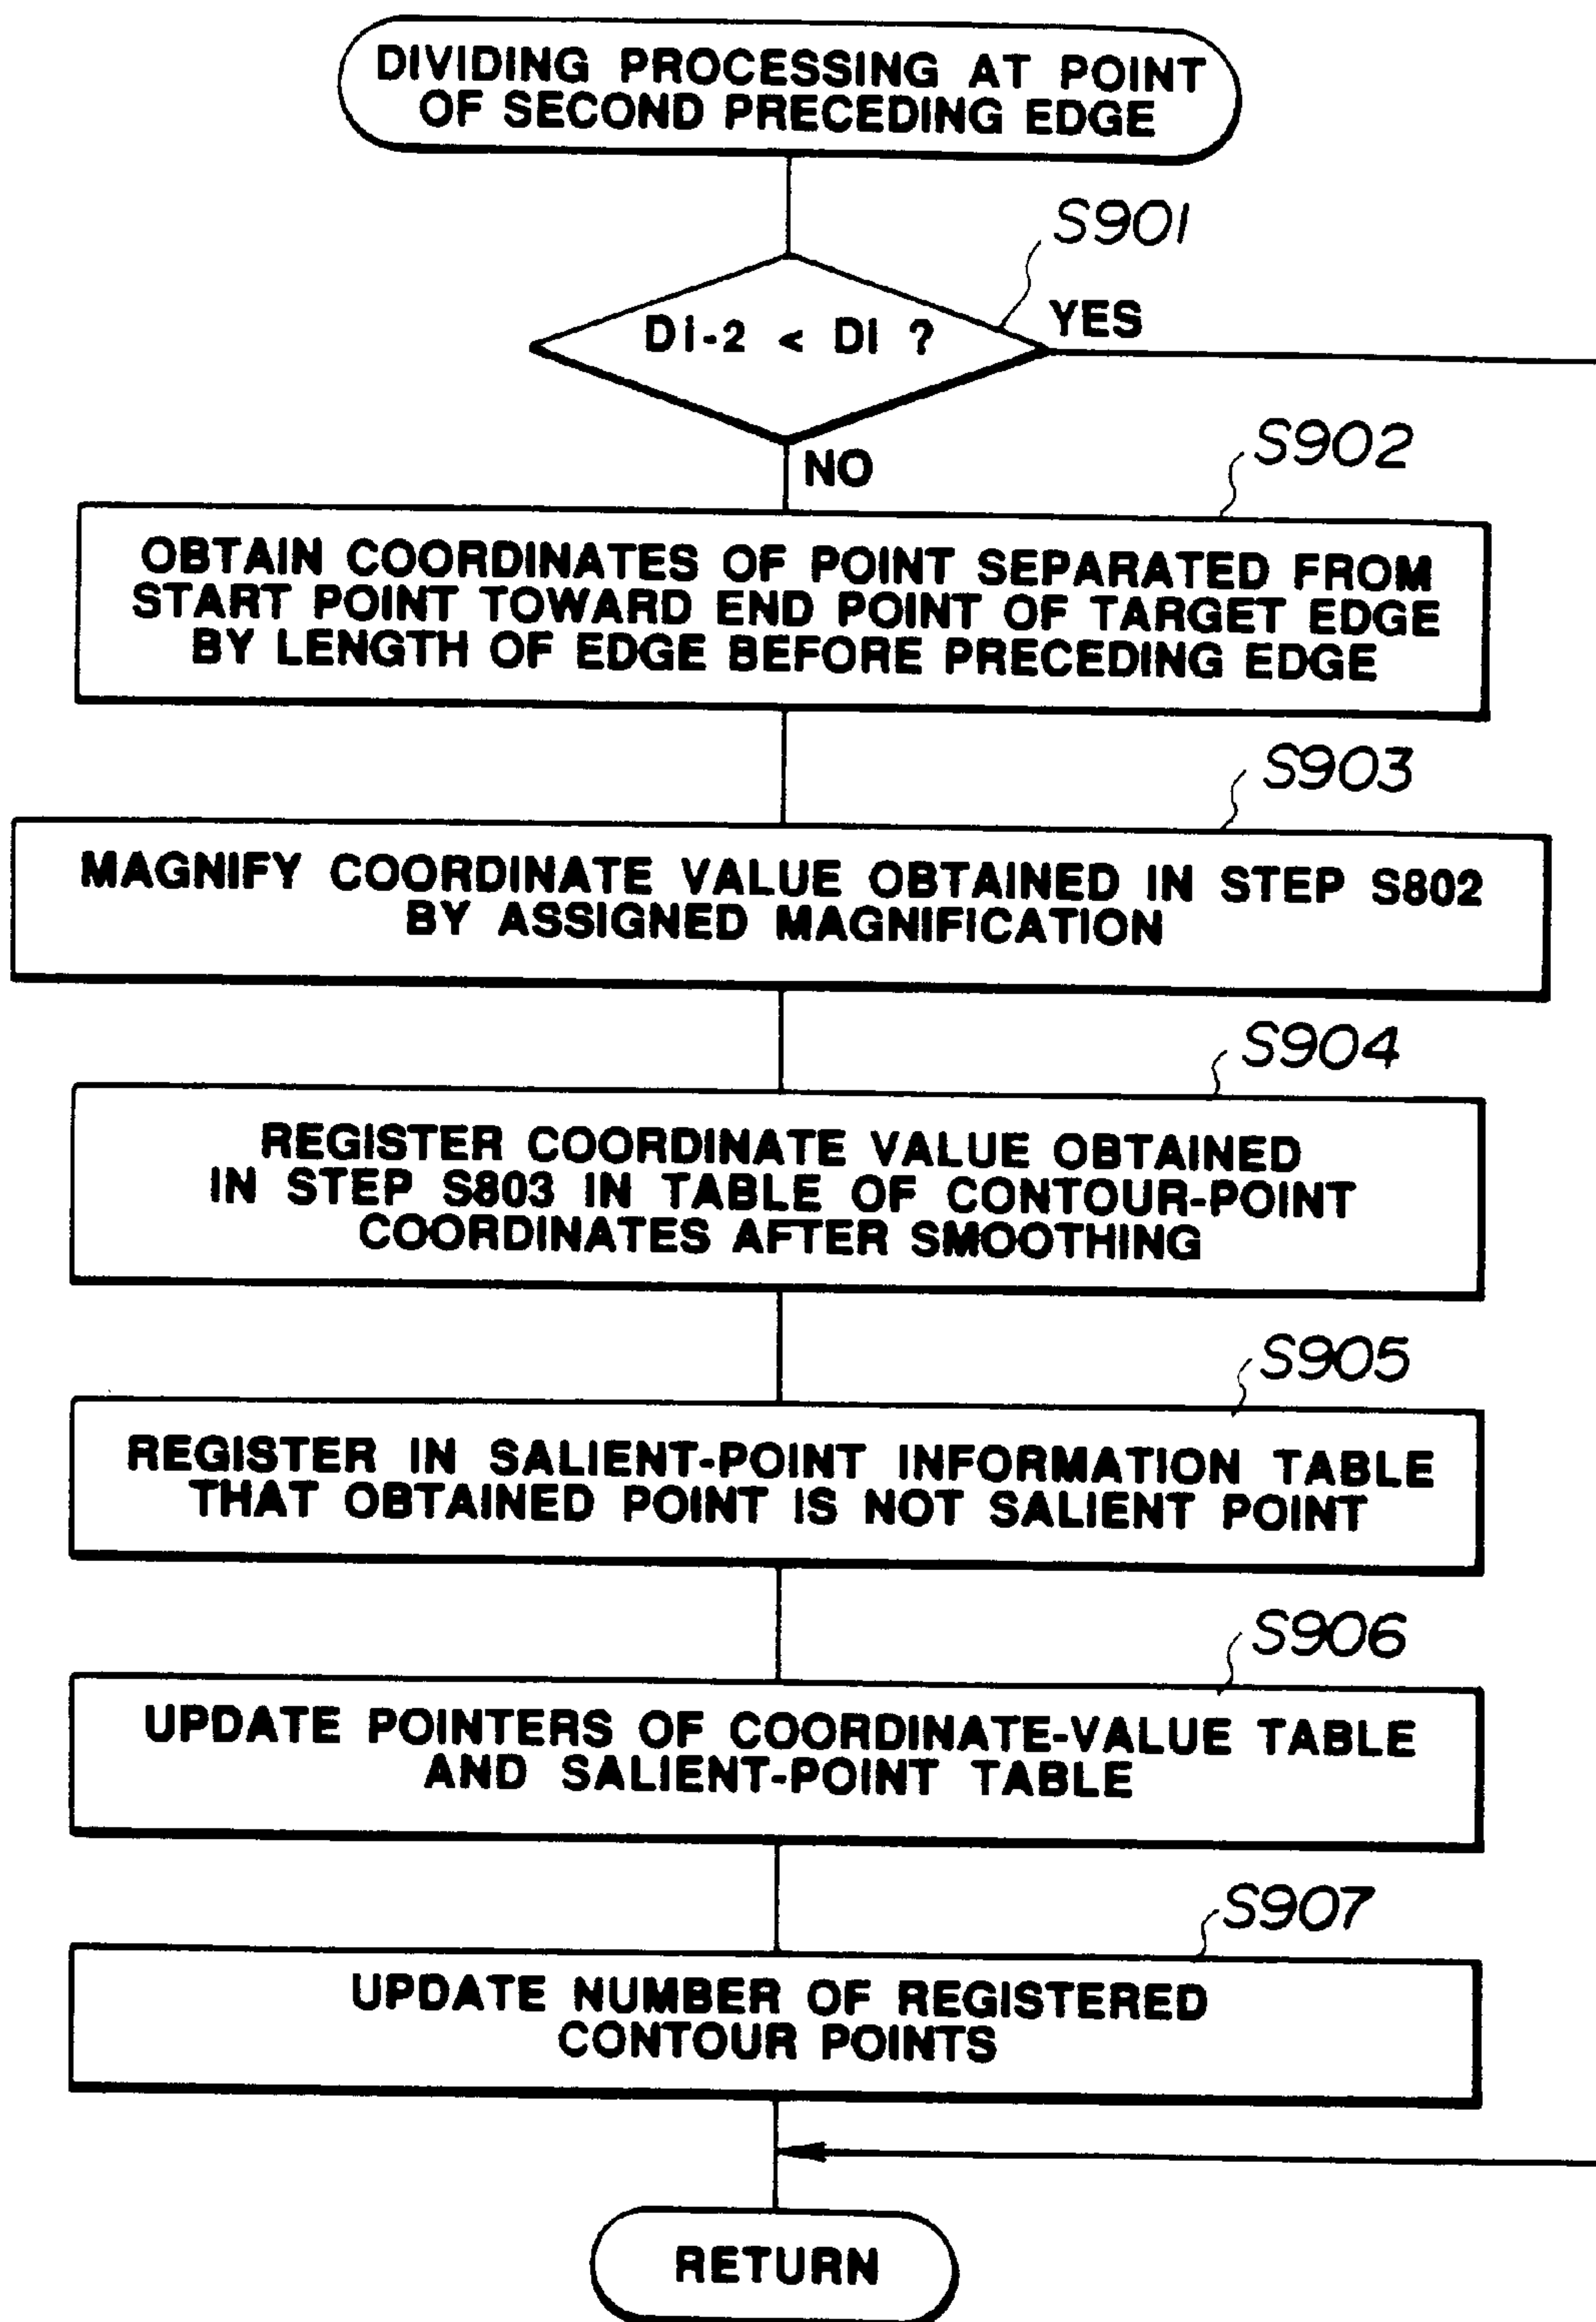 DIVIDING PROCESSING AT POINT
OF SECOND PRECEDING EDGE
S901
Di-2 < Di ?
YES
NO
S902
OBTAIN COORDINATES OF POINT SEPARATED FROM
START POINT TOWARD END POINT OF TARGET EDGE
BY LENGTH OF EDGE BEFORE PRECEDING EDGE
S903
MAGNIFY COORDINATE VALUE OBTAINED IN STEP S802
BY ASSIGNED MAGNIFICATION
S904
REGISTER COORDINATE VALUE OBTAINED
IN STEP S803 IN TABLE OF CONTOUR-POINT
COORDINATES AFTER SMOOTHING
S905
REGISTER IN SALIENT-POINT INFORMATION TABLE
THAT OBTAINED POINT IS NOT SALIENT POINT
S906
UPDATE POINTERS OF COORDINATE-VALUE TABLE
AND SALIENT-POINT TABLE
S907
UPDATE NUMBER OF REGISTERED
CONTOUR POINTS
RETURN